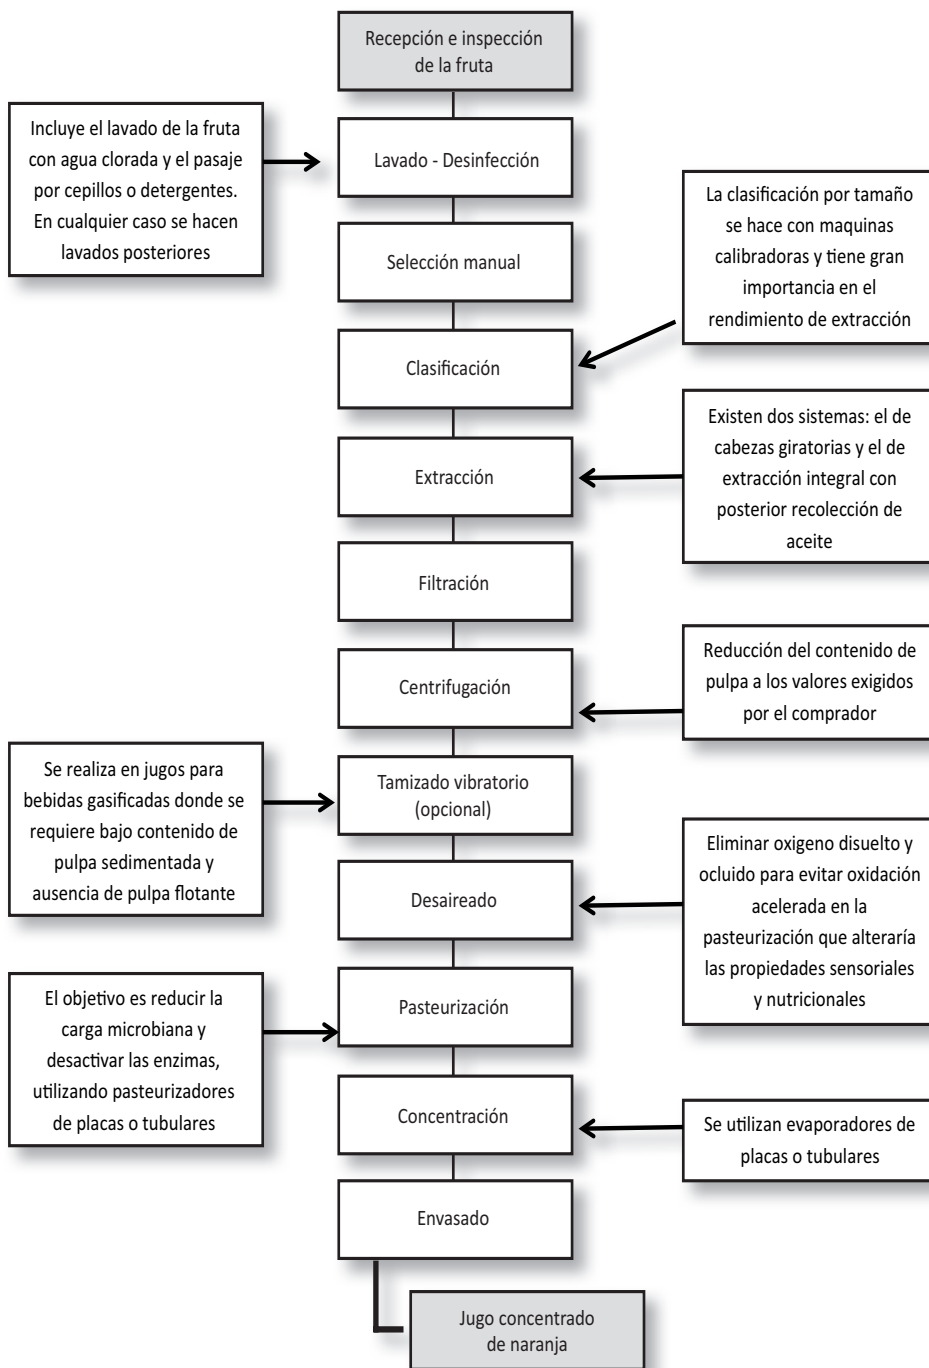 Recepción e inspección
de la fruta
Incluye el lavado de la fruta
con agua clorada y el pasaje
por cepillos o detergentes.
En cualquier caso se hacen
lavados posteriores
Lavado - Desinfección
Selección manual
La clasificación por tamaño
se hace con maquinas
calibradoras y tiene gran
importancia en el
rendimiento de extracción
Clasificación
Extracción
Existen dos sistemas: el de
cabezas giratorias y el de
extracción integral con
posterior recolección de
aceite
Filtración
Centrifugación
Reducción del contenido de
pulpa a los valores exigidos
por el comprador
Se realiza en jugos para
bebidas gasificadas donde se
requiere bajo contenido de
pulpa sedimentada y
ausencia de pulpa flotante
Tamizado vibratorio
(opcional)
Desaireado
Eliminar oxigeno disuelto y
ocluido para evitar oxidación
acelerada en la
pasteurización que alteraría
las propiedades sensoriales
y nutricionales
El objetivo es reducir la
carga microbiana y
desactivar las enzimas,
utilizando pasteurizadores
de placas o tubulares
Pasteurización
Concentración
Se utilizan evaporadores de
placas o tubulares
Envasado
Jugo concentrado
de naranja